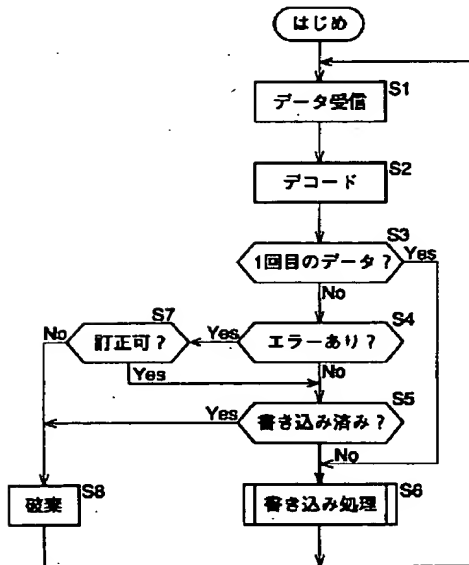 はじめ
S1
データ受信
S2
デコード
S3
1回目のデータ?
Yes
No
S7
S4
No
訂正可?
Yes
エラーあり?
Yes
No
S5
Yes
書き込み済み?
No
S8
S6
破棄
書き込み処理